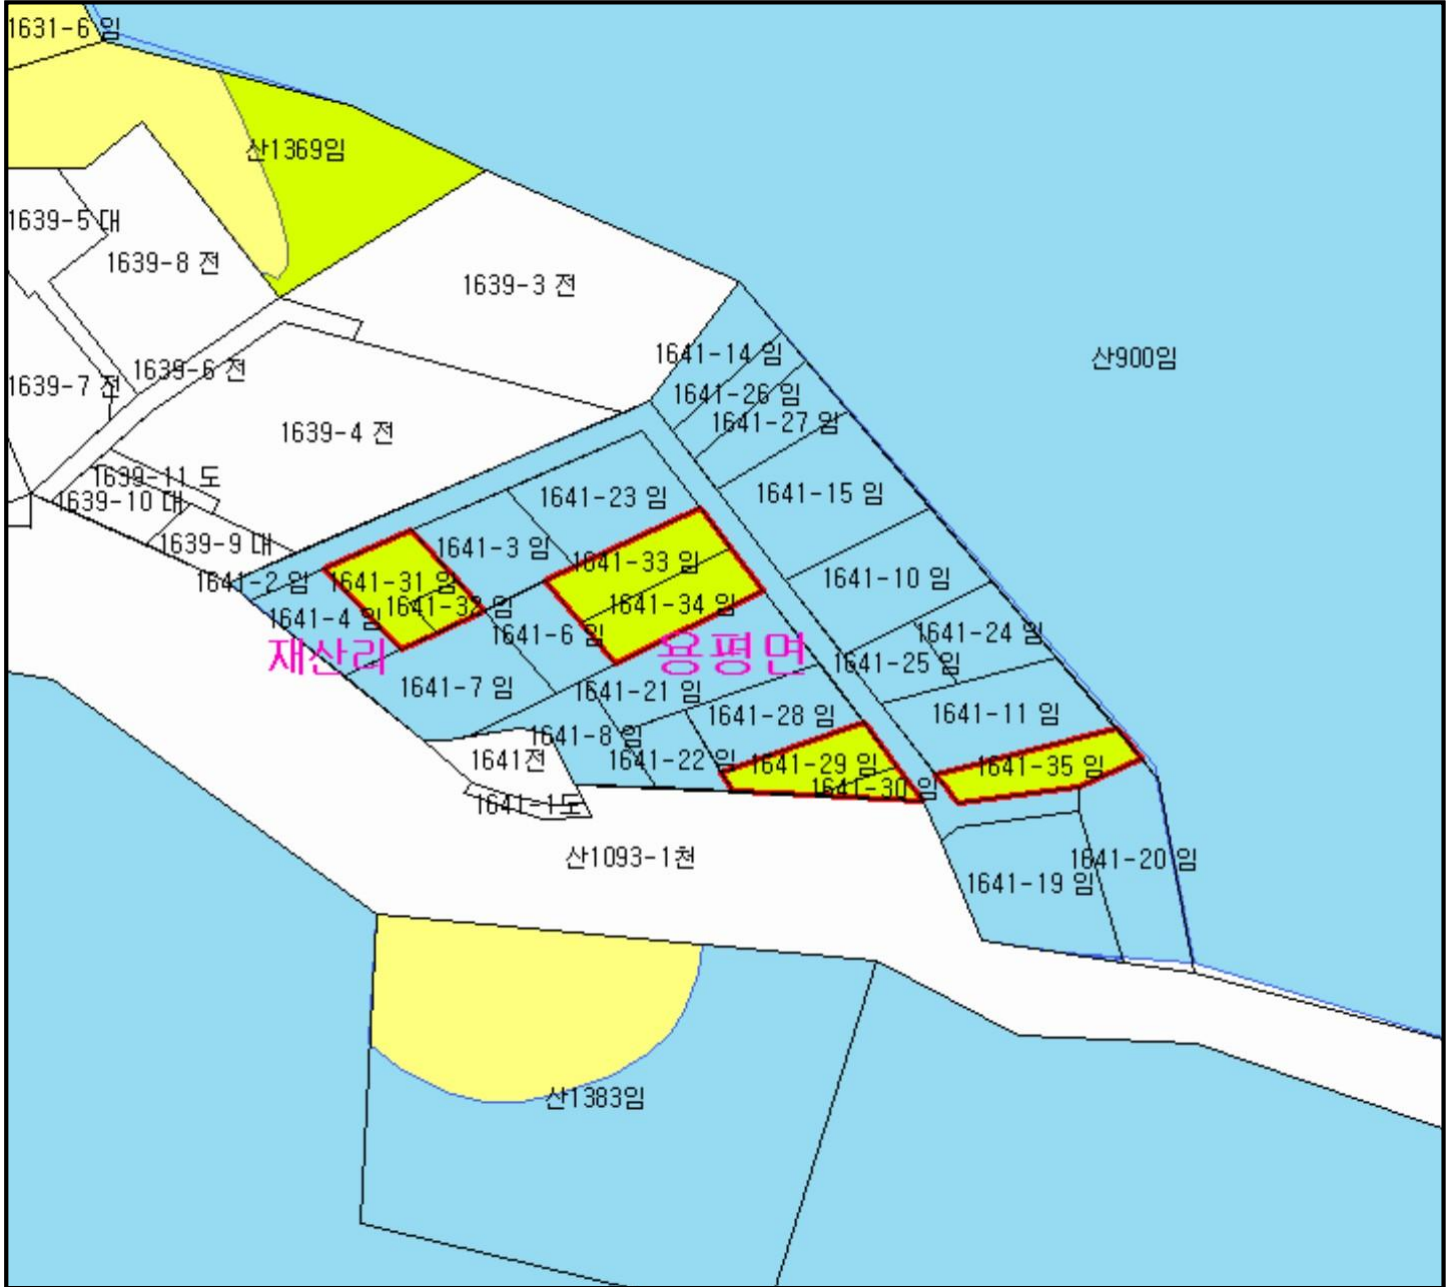 1631-6 임
산1369임
1639-5 대
1639-8 전
1639-3 전
1641-14 임
산900임
1639-6 전
1639-7 전
1641-26 임
1641-27 임
1639-4 전
1639-11 도
1639-10 대
1641-23 임
1641-15 임
1639-9 대
1641-3 임
1641-33 임
1641-2 임
1641-31 임
1641-10 임
1641-4 임
1641-32 임
1641-34 임
1641-6 임
1641-24 임
재산리
용평면
1641-25 임
1641-7 임
1641-21 임
1641-28 임
1641-11 임
1641-8 임
1641전
1641-22 임
1641-29 임
1641-35 임
1641-30 임
1641-1도
산1093-1천
1641-20 임
1641-19 임
산1383임